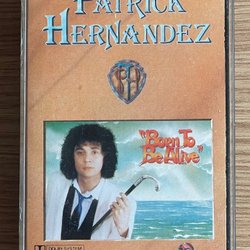 PATRICK
HERNANDEZ
"Born To
Be Alive"